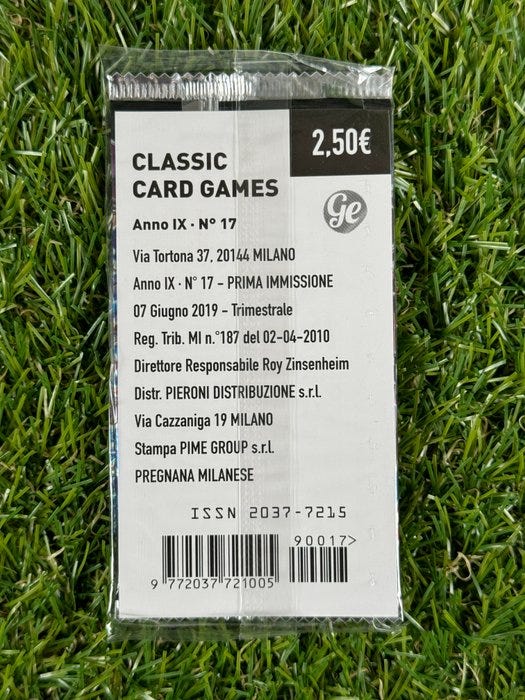 2,50€
CLASSIC
CARD GAMES
Ge
Anno IX · N° 17
Via Tortona 37, 20144 MILANO
Anno IX · N° 17 – PRIMA IMMISSIONE
07 Giugno 2019 – Trimestrale
Reg. Trib. MI n.°187 del 02-04-2010
Direttore Responsabile Roy Zinsenheim
Distr. PIERONI DISTRIBUZIONE s.r.l.
Via Cazzaniga 19 MILANO
Stampa PIME GROUP s.r.l.
PREGNANA MILANESE
ISSN 2037-7215
90017>
9 772037 721005